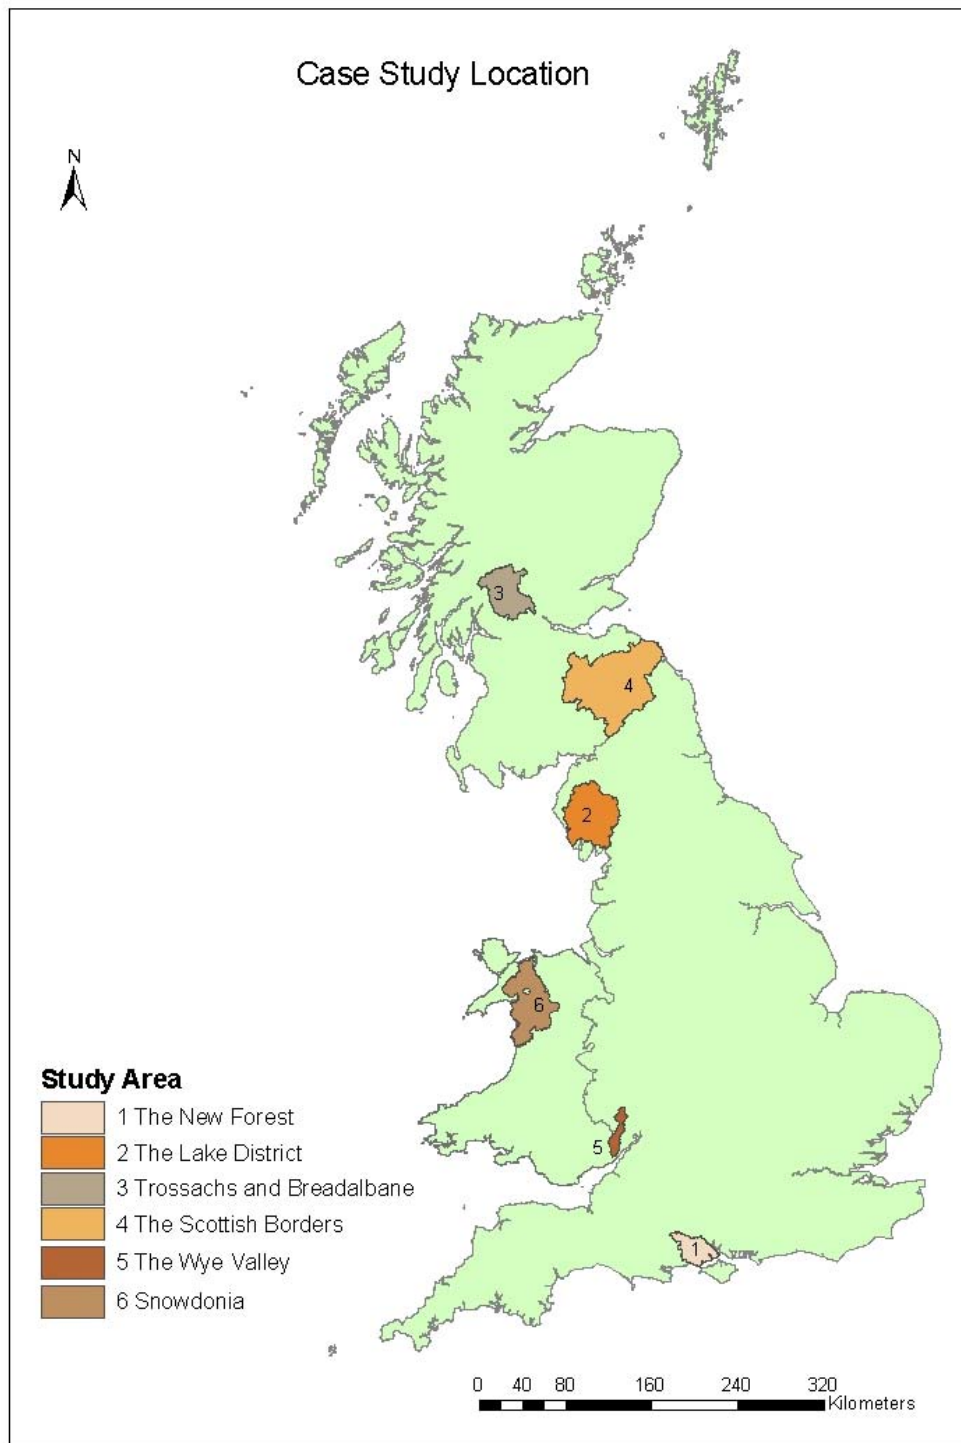 Case Study Location
N
3
4
2
6
5
1
Study Area
1 The New Forest
2 The Lake District
3 Trossachs and Breadalbane
4 The Scottish Borders
5 The Wye Valley
6 Snowdonia
0 40 80 160 240 320
Kilometers